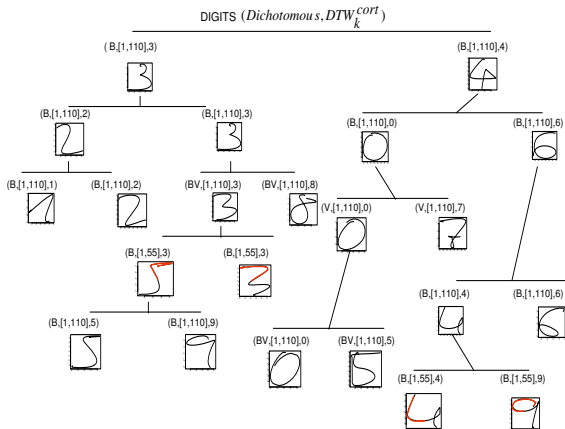 DIGITS (Dichotomous, DTW_k^cort)
( B,[1,110],3) (B,[1,110],4)
(B,[1,110],2) (B,[1,110],3) (B,[1,110],0) (B,[1,110],6)
(B,[1,110],1) (B,[1,110],2) (BV,[1,110],3) (BV,[1,110],8)
(V,[1,110],0) (V,[1,110],7)
(B,[1,55],3) (B,[1,55],3)
(B,[1,110],4) (B,[1,110],6)
(B,[1,110],5) (B,[1,110],9)
(BV,[1,110],0) (BV,[1,110],5)
(B,[1,55],4) (B,[1,55],9)